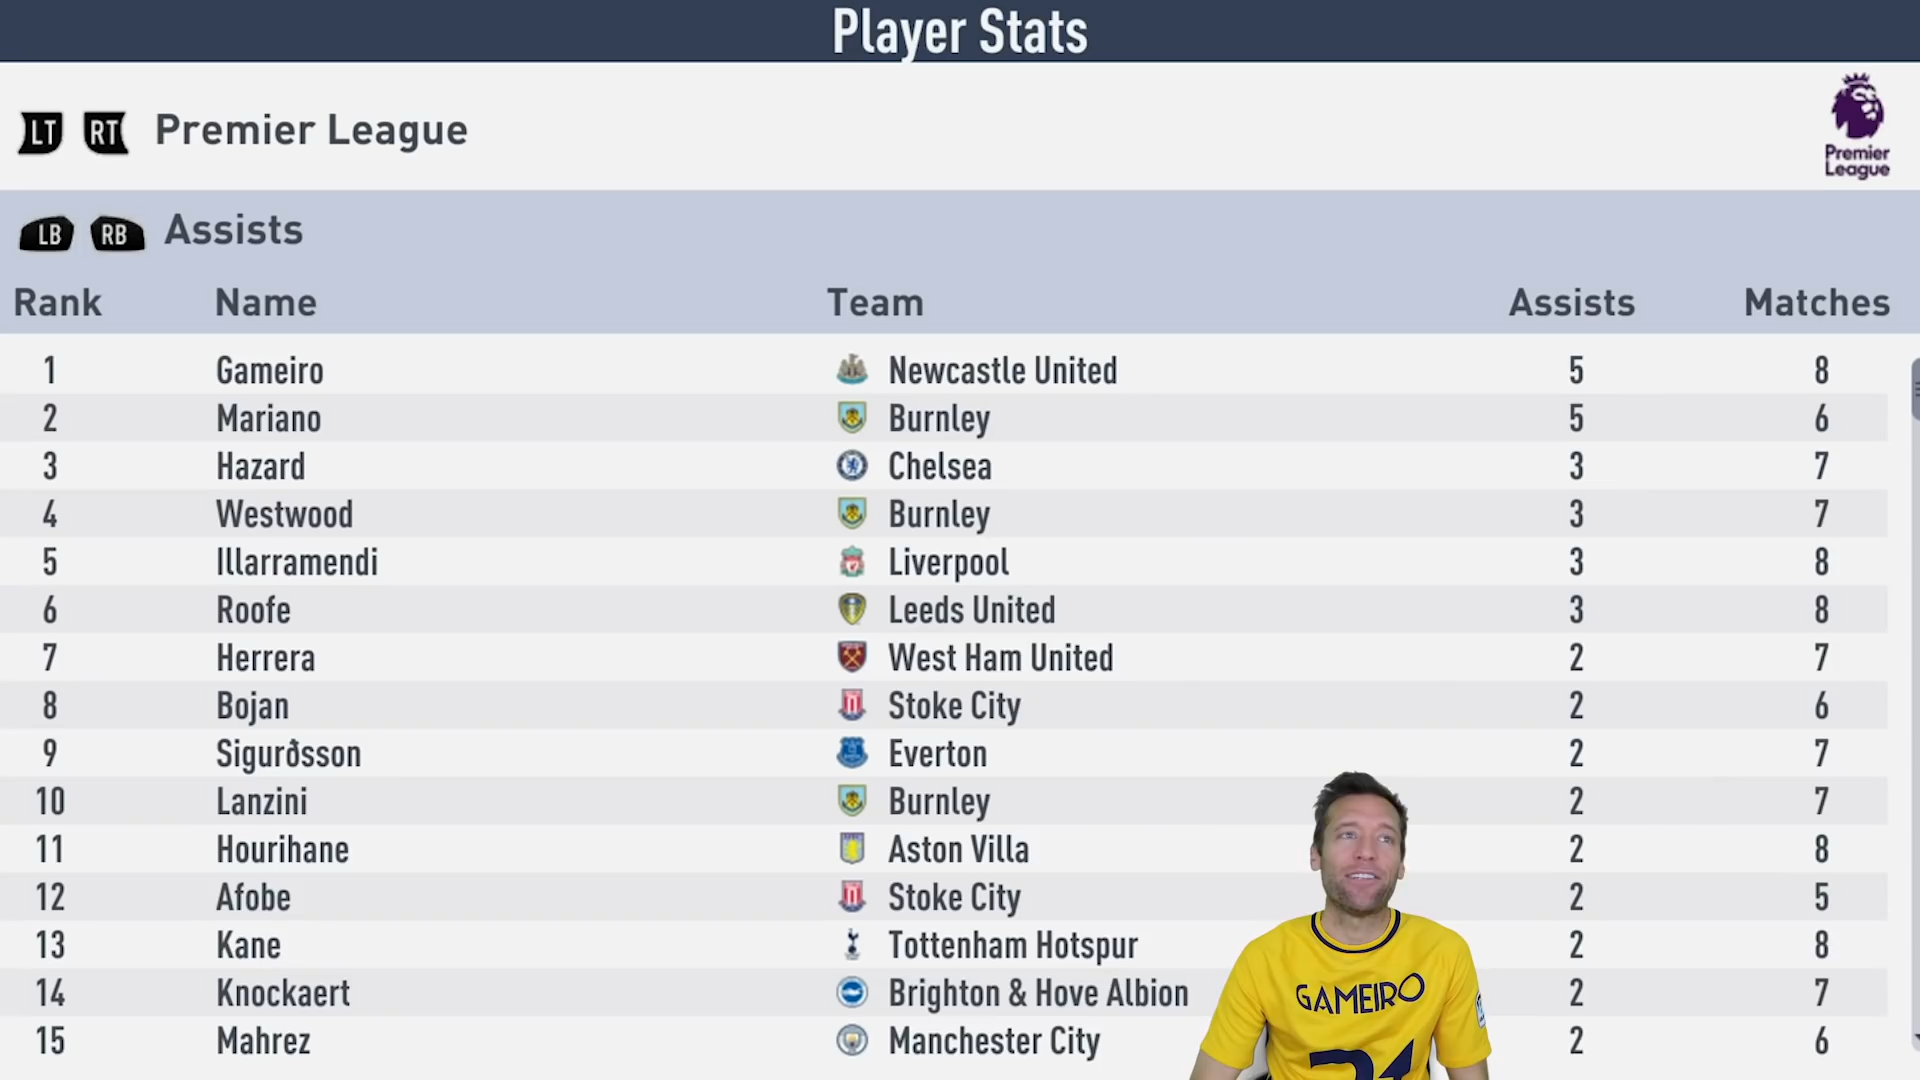 Player Stats
LT RT Premier League
Premier
League
LB RB Assists
Rank Name Team Assists Matches
1 Gameiro Newcastle United 5 8
2 Mariano Burnley 5 6
3 Hazard Chelsea 3 7
4 Westwood Burnley 3 7
5 Illarramendi Liverpool 3 8
6 Roofe Leeds United 3 8
7 Herrera West Ham United 2 7
8 Bojan Stoke City 2 6
9 Sigurðsson Everton 2 7
10 Lanzini Burnley 2 7
11 Hourihane Aston Villa 2 8
12 Afobe Stoke City 2 5
13 Kane Tottenham Hotspur 2 8
14 Knockaert Brighton & Hove Albion 2 7
15 Mahrez Manchester City 2 6
GAMEIRO